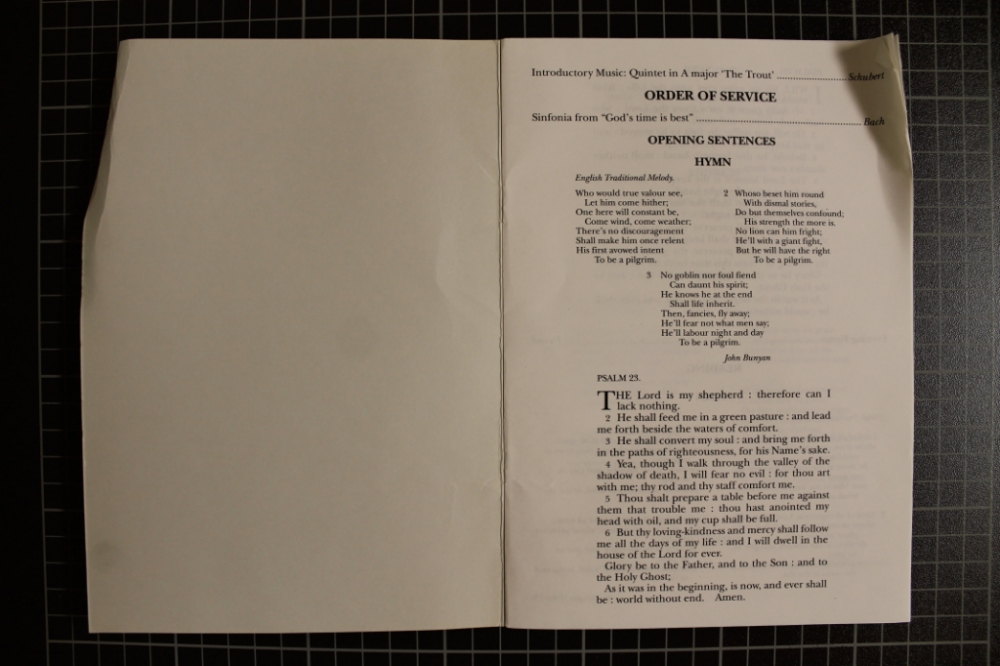 Introductory Music: Quintet in A major 'The Trout' ........................ Schubert
ORDER OF SERVICE
Sinfonia from "God's time is best" ........................................................ Bach
OPENING SENTENCES
HYMN
English Traditional Melody.
Who would true valour see,
Let him come hither;
One here will constant be,
Come wind, come weather;
There's no discouragement
Shall make him once relent
His first avowed intent
To be a pilgrim.
2 Whoso beset him round
With dismal stories,
Do but themselves confound;
His strength the more is.
No lion can him fright;
He'll with a giant fight,
But he will have the right
To be a pilgrim.
3 No goblin nor foul fiend
Can daunt his spirit;
He knows he at the end
Shall life inherit.
Then, fancies, fly away;
He'll fear not what men say;
He'll labour night and day
To be a pilgrim.
John Bunyan
PSALM 23.
THE Lord is my shepherd : therefore can I
lack nothing.
2 He shall feed me in a green pasture : and lead
me forth beside the waters of comfort.
3 He shall convert my soul : and bring me forth
in the paths of righteousness, for his Name's sake.
4 Yea, though I walk through the valley of the
shadow of death, I will fear no evil : for thou art
with me; thy rod and thy staff comfort me.
5 Thou shalt prepare a table before me against
them that trouble me : thou hast anointed my
head with oil, and my cup shall be full.
6 But thy loving-kindness and mercy shall follow
me all the days of my life : and I will dwell in the
house of the Lord for ever.
Glory be to the Father, and to the Son : and to
the Holy Ghost;
As it was in the beginning, is now, and ever shall
be : world without end. Amen.